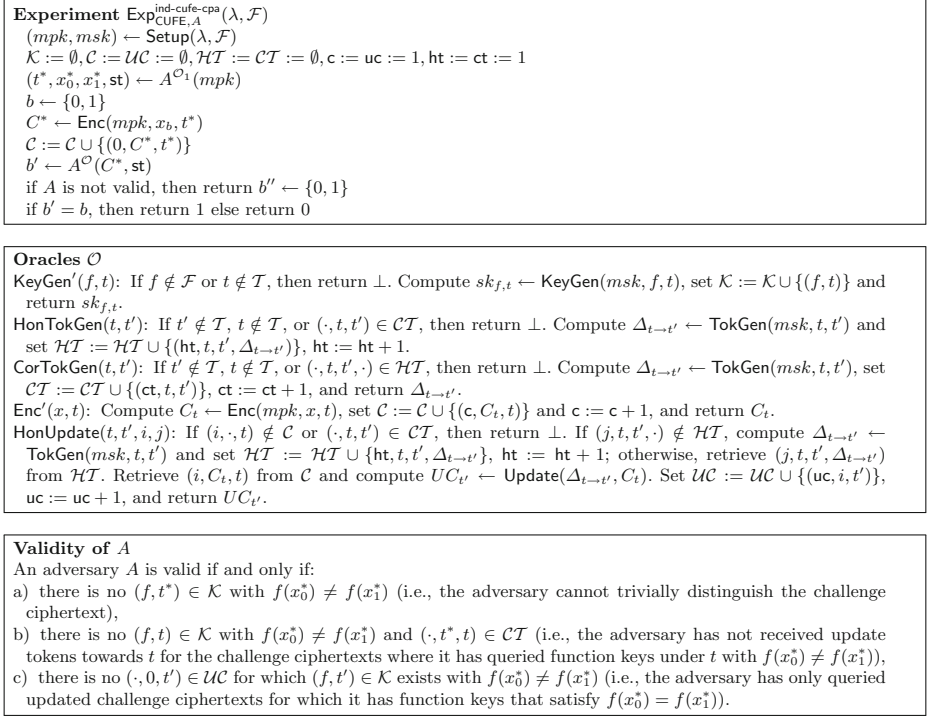 Experiment Exp^{ind-cufe-cpa}_{CUFE,A}(λ, F)
(mpk, msk) ← Setup(λ, F)
K := ∅, C := UC := ∅, HT := CT := ∅, c := uc := 1, ht := ct := 1
(t*, x*_0, x*_1, st) ← A^{O_1}(mpk)
b ← {0, 1}
C* ← Enc(mpk, x_b, t*)
C := C ∪ {(0, C*, t*)}
b′ ← A^O(C*, st)
if A is not valid, then return b″ ← {0, 1}
if b′ = b, then return 1 else return 0
Oracles O
KeyGen′(f, t): If f ∉ F or t ∉ T, then return ⊥. Compute sk_{f,t} ← KeyGen(msk, f, t), set K := K ∪ {(f, t)} and
return sk_{f,t}.
HonTokGen(t, t′): If t′ ∉ T, t ∉ T, or (·, t, t′) ∈ CT, then return ⊥. Compute Δ_{t→t′} ← TokGen(msk, t, t′) and
set HT := HT ∪ {(ht, t, t′, Δ_{t→t′})}, ht := ht + 1.
CorTokGen(t, t′): If t′ ∉ T, t ∉ T, or (·, t, t′, ·) ∈ HT, then return ⊥. Compute Δ_{t→t′} ← TokGen(msk, t, t′), set
CT := CT ∪ {(ct, t, t′)}, ct := ct + 1, and return Δ_{t→t′}.
Enc′(x, t): Compute C_t ← Enc(mpk, x, t), set C := C ∪ {(c, C_t, t)} and c := c + 1, and return C_t.
HonUpdate(t, t′, i, j): If (i, ·, t) ∉ C or (·, t, t′) ∈ CT, then return ⊥. If (j, t, t′, ·) ∉ HT, compute Δ_{t→t′} ←
TokGen(msk, t, t′) and set HT := HT ∪ {ht, t, t′, Δ_{t→t′}), ht := ht + 1; otherwise, retrieve (j, t, t′, Δ_{t→t′})
from HT. Retrieve (i, C_t, t) from C and compute UC_{t′} ← Update(Δ_{t→t′}, C_t). Set UC := UC ∪ {(uc, i, t′)},
uc := uc + 1, and return UC_{t′}.
Validity of A
An adversary A is valid if and only if:
a) there is no (f, t*) ∈ K with f(x*_0) ≠ f(x*_1) (i.e., the adversary cannot trivially distinguish the challenge
ciphertext),
b) there is no (f, t) ∈ K with f(x*_0) ≠ f(x*_1) and (·, t*, t) ∈ CT (i.e., the adversary has not received update
tokens towards t for the challenge ciphertexts where it has queried function keys under t with f(x*_0) ≠ f(x*_1)),
c) there is no (·, 0, t′) ∈ UC for which (f, t′) ∈ K exists with f(x*_0) ≠ f(x*_1) (i.e., the adversary has only queried
updated challenge ciphertexts for which it has function keys that satisfy f(x*_0) = f(x*_1)).